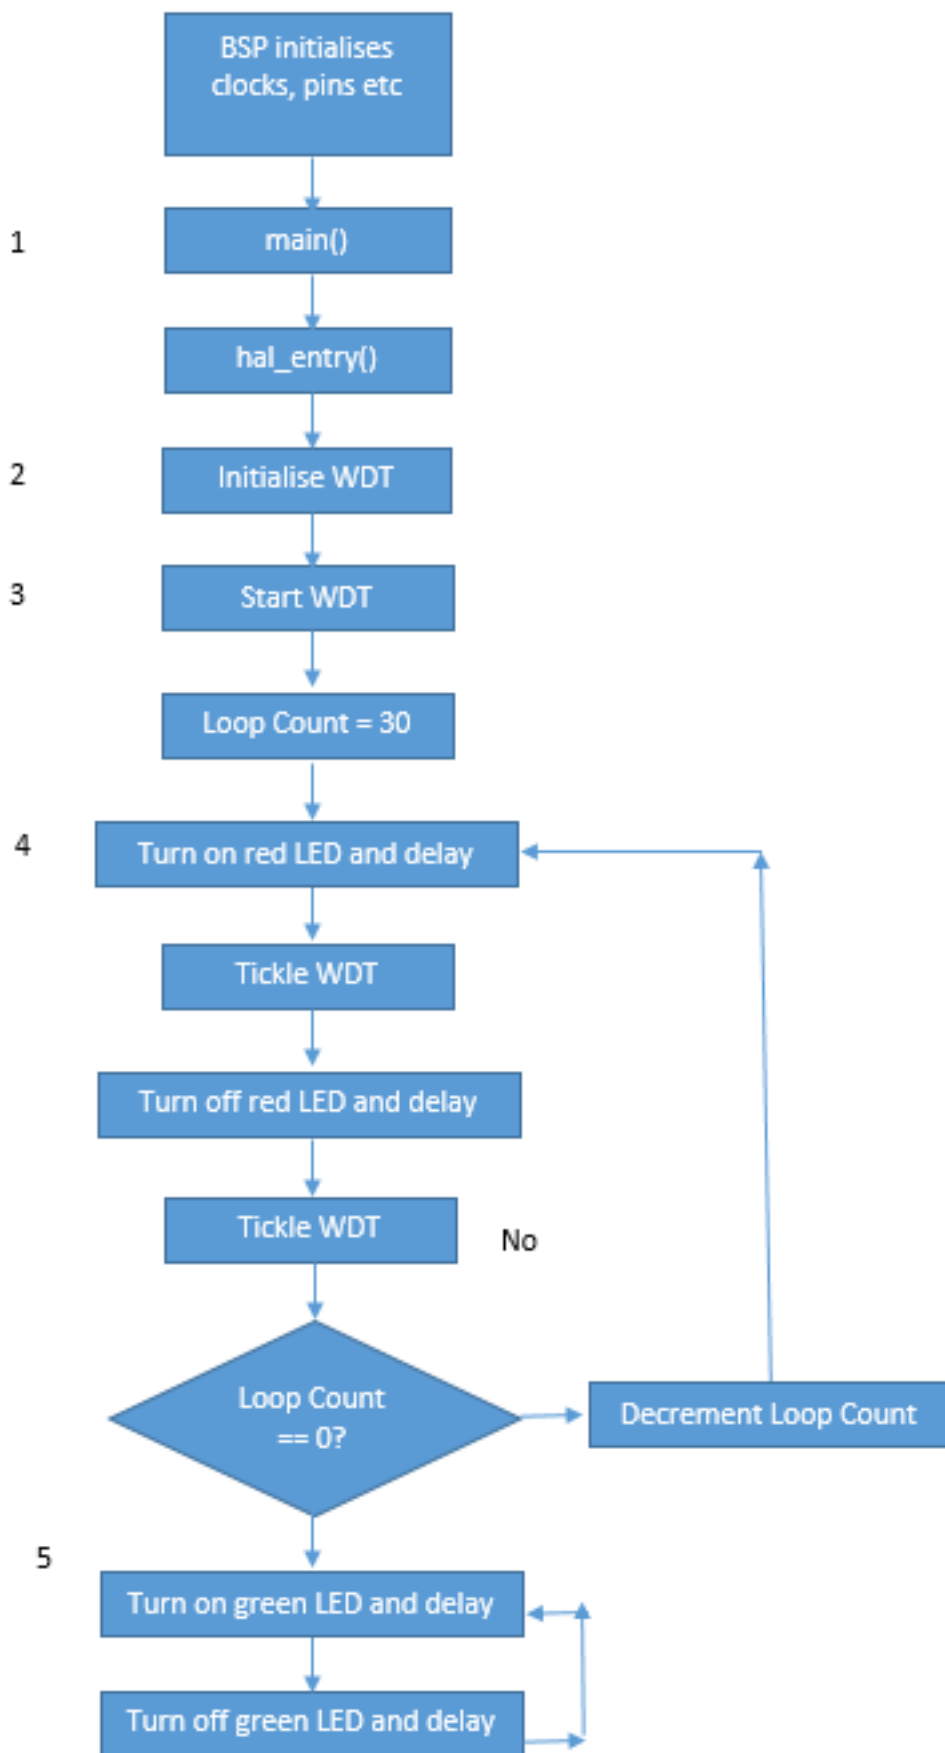 BSP initialises
clocks, pins etc
1
main()
hal_entry()
2
Initialise WDT
3
Start WDT
Loop Count = 30
4
Turn on red LED and delay
Tickle WDT
Turn off red LED and delay
Tickle WDT
No
Loop Count
== 0?
Decrement Loop Count
5
Turn on green LED and delay
Turn off green LED and delay